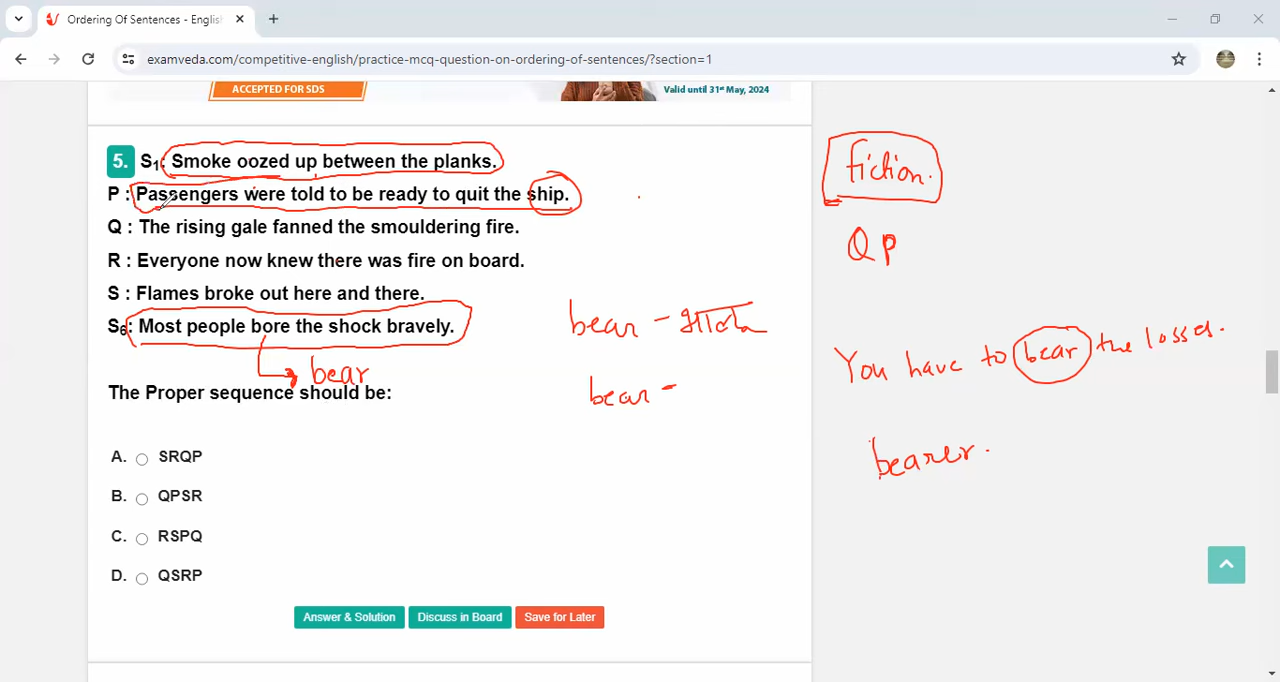 Ordering Of Sentences - Englis
examveda.com/competitive-english/practice-mcq-question-on-ordering-of-sentences/?section=1
ACCEPTED FOR SDS
Valid until 31st May, 2024
5. S1: Smoke oozed up between the planks.
P : Passengers were told to be ready to quit the ship.
Q : The rising gale fanned the smouldering fire.
R : Everyone now knew there was fire on board.
S : Flames broke out here and there.
S6: Most people bore the shock bravely.
bear
The Proper sequence should be:
A. SRQP
B. QPSR
C. RSPQ
D. QSRP
Answer & Solution Discuss in Board Save for Later
fiction.
QP
bear -
bear -
You have to bear the losses.
bearer.